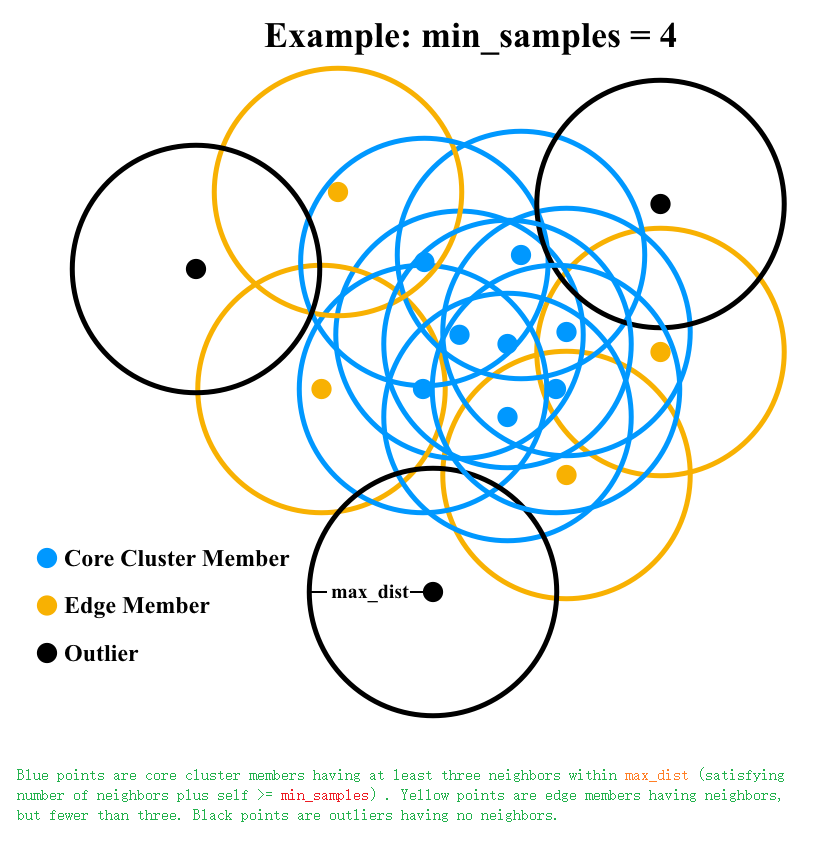 Example: min_samples = 4
Core Cluster Member
Edge Member
max_dist
Outlier
Blue points are core cluster members having at least three neighbors within max_dist (satisfying
number of neighbors plus self >= min_samples) . Yellow points are edge members having neighbors,
but fewer than three. Black points are outliers having no neighbors.